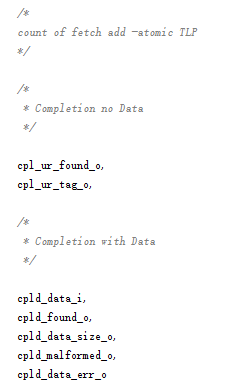 /*
count of fetch add -atomic TLP
*/
/*
* Completion no Data
*/
cpl_ur_found_o,
cpl_ur_tag_o,
/*
* Completion with Data
*/
cpld_data_i,
cpld_found_o,
cpld_data_size_o,
cpld_malformed_o,
cpld_data_err_o